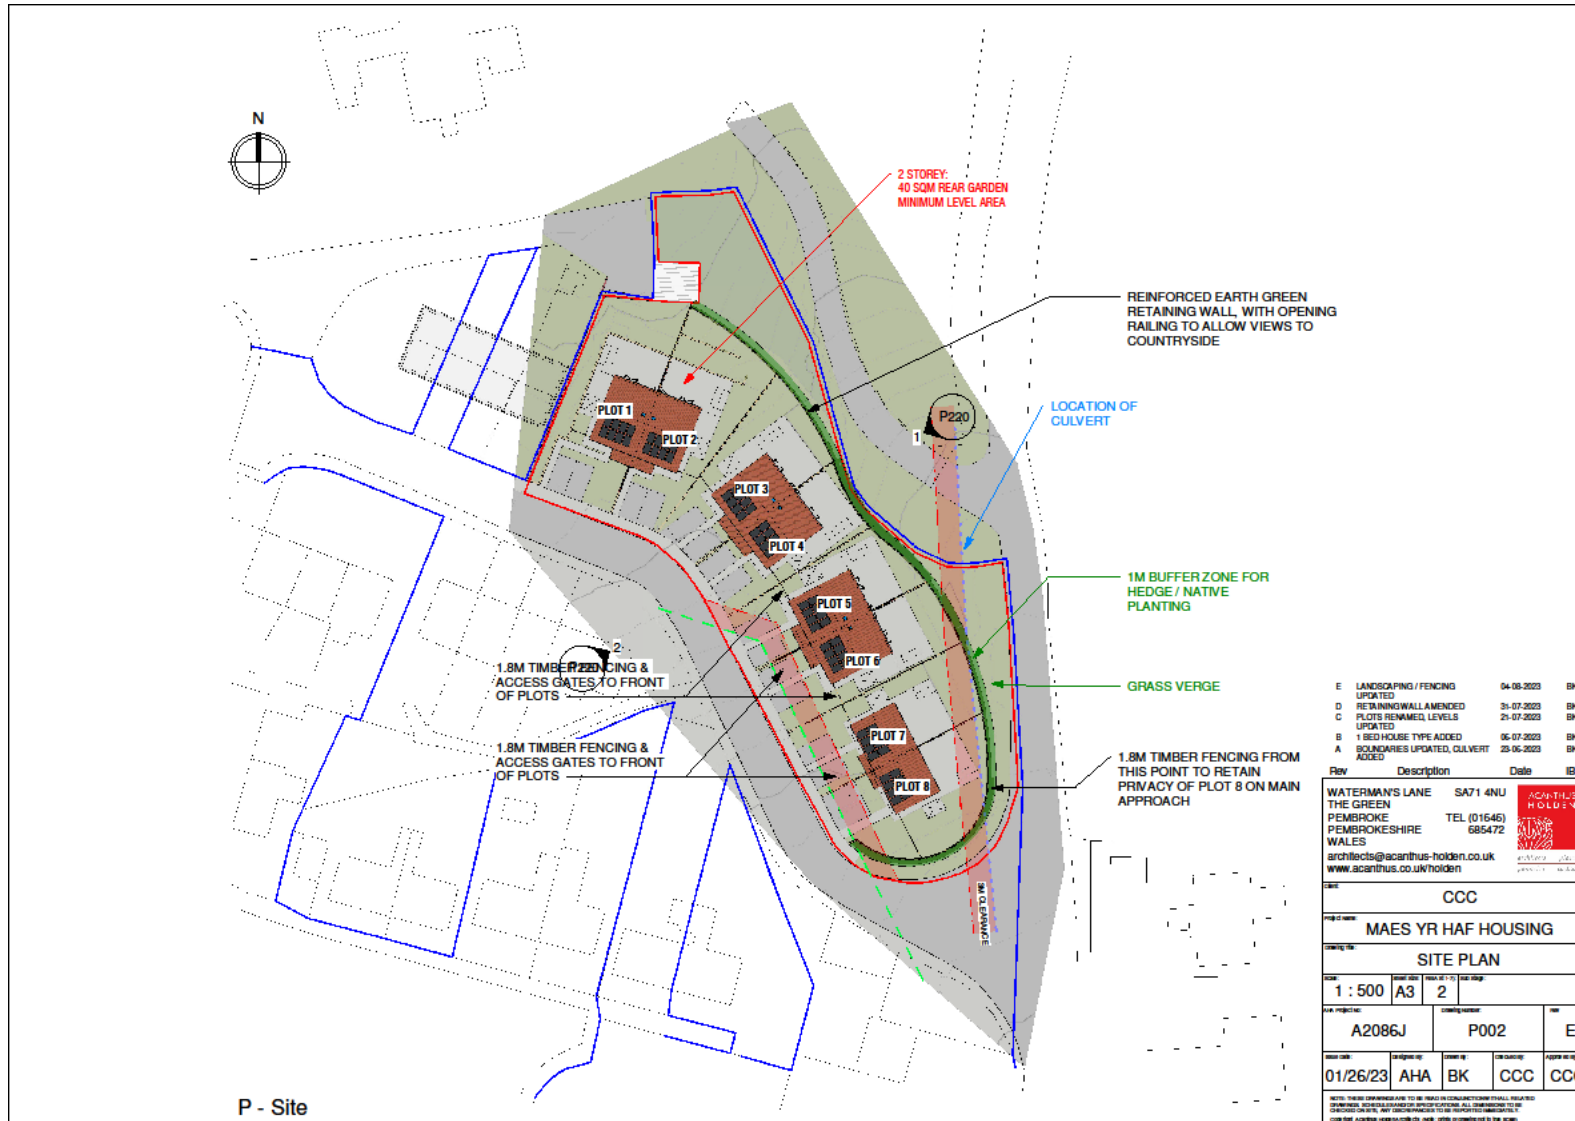 N
2 STOREY:
40 SQM REAR GARDEN
MINIMUM LEVEL AREA
REINFORCED EARTH GREEN
RETAINING WALL, WITH OPENING
RAILING TO ALLOW VIEWS TO
COUNTRYSIDE
LOCATION OF
CULVERT
P220
1
PLOT 1
PLOT 2
PLOT 3
PLOT 4
PLOT 5
PLOT 6
PLOT 7
PLOT 8
1M BUFFER ZONE FOR
HEDGE / NATIVE
PLANTING
GRASS VERGE
2
P220
1.8M TIMBER FENCING &
ACCESS GATES TO FRONT
OF PLOTS
1.8M TIMBER FENCING &
ACCESS GATES TO FRONT
OF PLOTS
1.8M TIMBER FENCING FROM
THIS POINT TO RETAIN
PRIVACY OF PLOT 8 ON MAIN
APPROACH
CLEARANCE
P - Site
E LANDSCAPING / FENCING UPDATED 04-08-2023
D RETAINING WALL AMENDED 31-07-2023
C PLOTS RENAMED, LEVELS UPDATED 21-07-2023
B 1 BED HOUSE TYPE ADDED 06-07-2023
A BOUNDARIES UPDATED, CULVERT ADDED 23-06-2023
Rev Description Date
WATERMAN'S LANE SA71 4NU
THE GREEN
PEMBROKE TEL (01646)
PEMBROKESHIRE 685472
WALES
architects@acanthus-holden.co.uk
www.acanthus.co.uk/holden
ACANTHUS
HOLDEN
CCC
MAES YR HAF HOUSING
SITE PLAN
1 : 500 A3 2
A2086J P002 E
01/26/23 AHA BK CCC